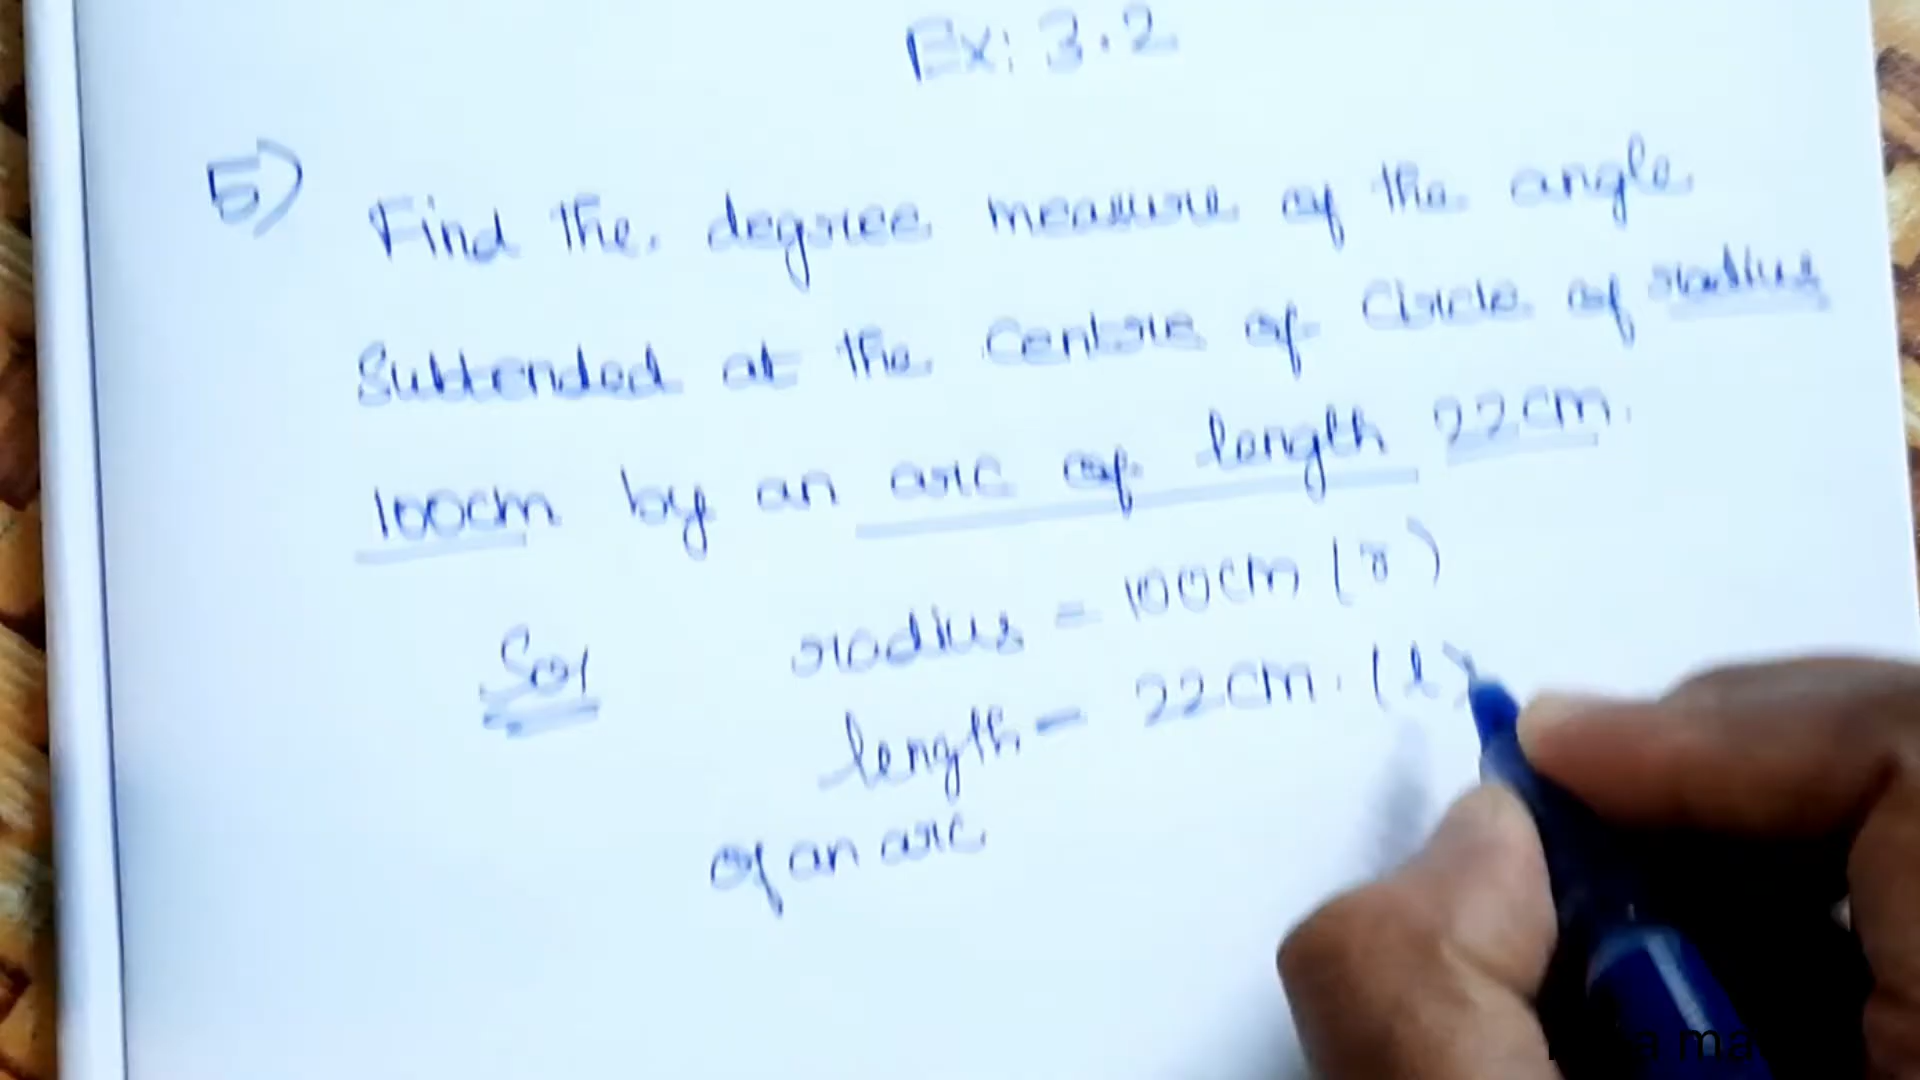 Ex: 3.2
5) Find the degree measure of the angle
Subtended at the centre of circle of radius
100cm by an arc of length 22cm.
Sol radius = 100cm (r)
length = 22cm. (l)
of an arc